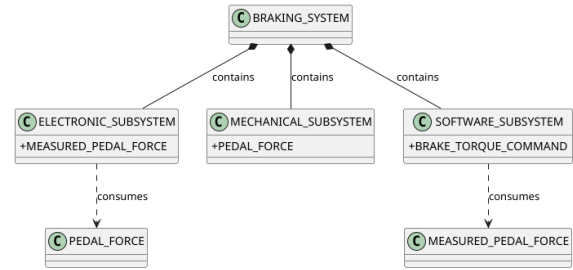 C BRAKING_SYSTEM
contains
contains
contains
C ELECTRONIC_SUBSYSTEM
+MEASURED_PEDAL_FORCE
C MECHANICAL_SUBSYSTEM
+PEDAL_FORCE
C SOFTWARE_SUBSYSTEM
+BRAKE_TORQUE_COMMAND
consumes
consumes
C PEDAL_FORCE
C MEASURED_PEDAL_FORCE